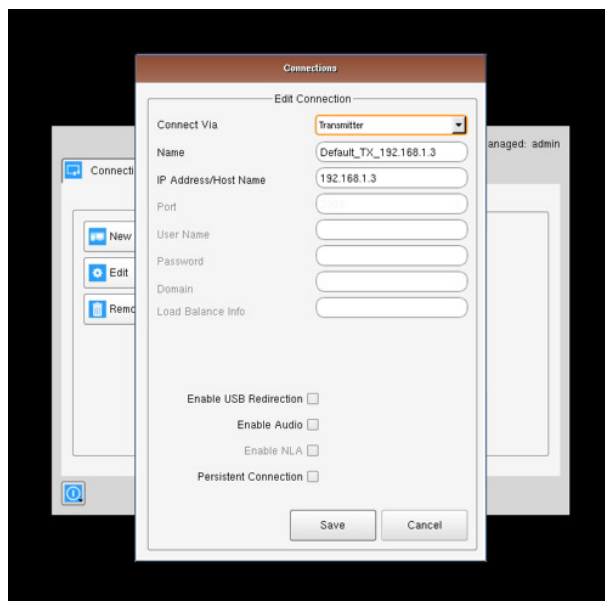 Connections
Edit Connection
Connect Via
Transmitter
Name
Default_TX_192.168.1.3
IP Address/Host Name
192.168.1.3
Port
User Name
Password
Domain
Load Balance Info
Enable USB Redirection
Enable Audio
Enable NLA
Persistent Connection
Save
Cancel
anaged: admin
Connecti
New
Edit
Remo